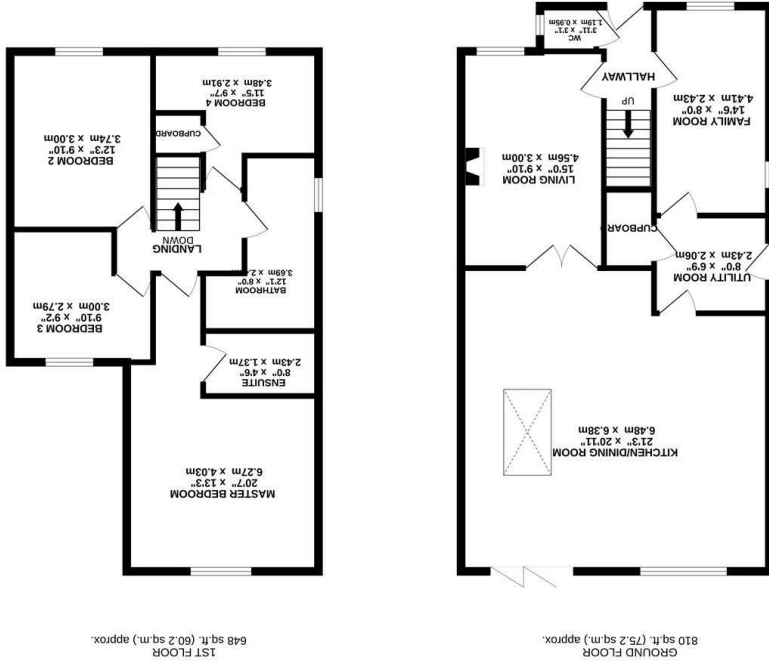 GROUND FLOOR
810 sq.ft. (75.2 sq.m.) approx.
KITCHEN/DINING ROOM
21'3" x 20'11"
6.48m x 6.38m
UTILITY ROOM
8'0" x 6'9"
2.43m x 2.06m
CUPBOARD
LIVING ROOM
15'0" x 9'10"
4.56m x 3.00m
FAMILY ROOM
14'6" x 8'0"
4.41m x 2.43m
UP
HALLWAY
WC
3'11" x 3'1"
1.19m x 0.95m
1ST FLOOR
648 sq.ft. (60.2 sq.m.) approx.
MASTER BEDROOM
20'7" x 13'3"
6.27m x 4.03m
ENSUITE
8'0" x 4'6"
2.43m x 1.37m
BEDROOM 3
9'10" x 9'2"
3.00m x 2.79m
BATHROOM
12'1" x 8'0"
3.69m x
LANDING
DOWN
CUPBOARD
BEDROOM 2
12'3" x 9'10"
3.74m x 3.00m
BEDROOM 4
11'5" x 9'7"
3.48m x 2.91m